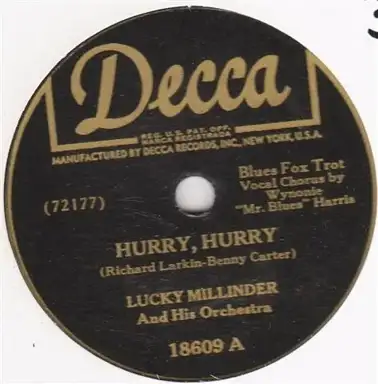 Decca
REG. U.S. PAT. OFF.
MARCA REGISTRADA
MANUFACTURED BY DECCA RECORDS, INC., NEW YORK, U.S.A.
Blues Fox Trot
Vocal Chorus by
Wynonie
"Mr. Blues" Harris
(72177)
HURRY, HURRY
(Richard Larkin-Benny Carter)
LUCKY MILLINDER
And His Orchestra
18609 A